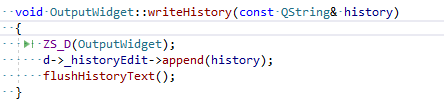 void OutputWidget::writeHistory(const QString& history)
{
ZS_D(OutputWidget);
d->_historyEdit->append(history);
flushHistoryText();
}